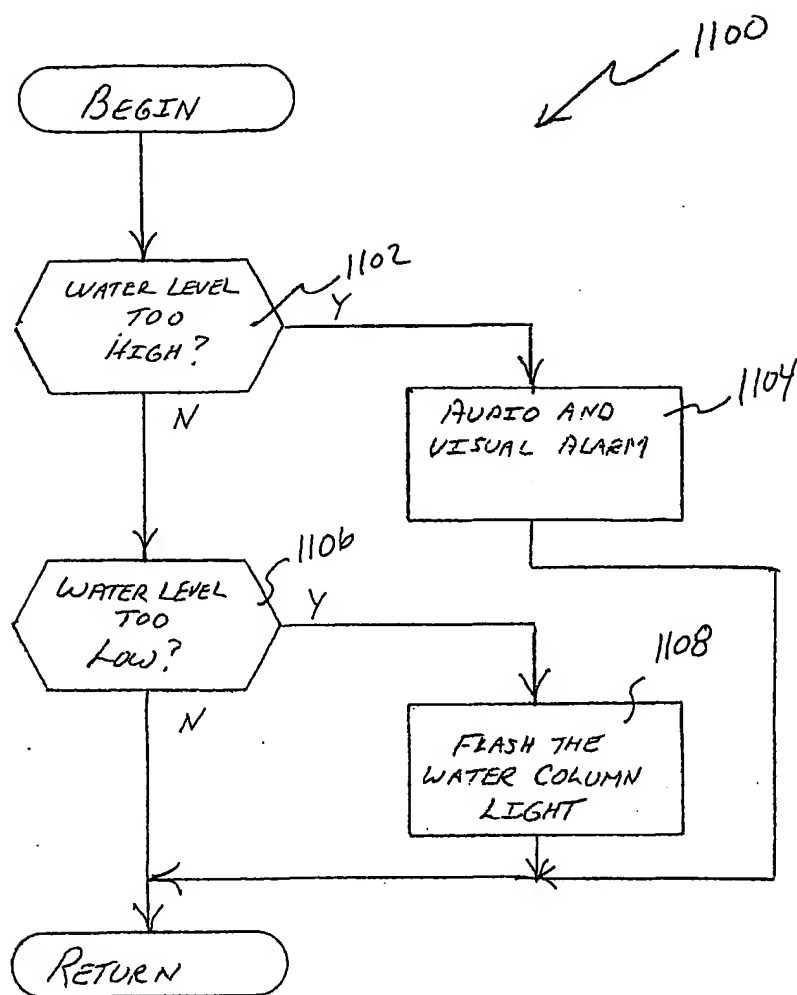 1100
BEGIN
WATER LEVEL
TOO
HIGH?
1102
Y
N
AUDIO AND
VISUAL ALARM
1104
WATER LEVEL
TOO
LOW?
1106
Y
N
FLASH THE
WATER COLUMN
LIGHT
1108
RETURN